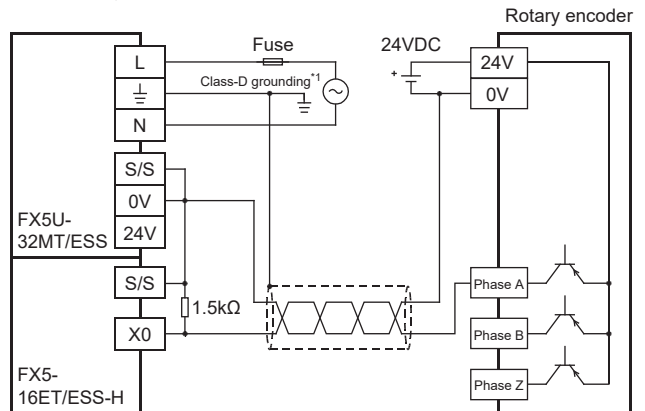 Rotary encoder
Fuse
24VDC
L
24V
+
Class-D grounding*1
0V
N
S/S
0V
FX5U-
32MT/ESS
24V
S/S
Phase A
1.5kΩ
X0
Phase B
FX5-
16ET/ESS-H
Phase Z